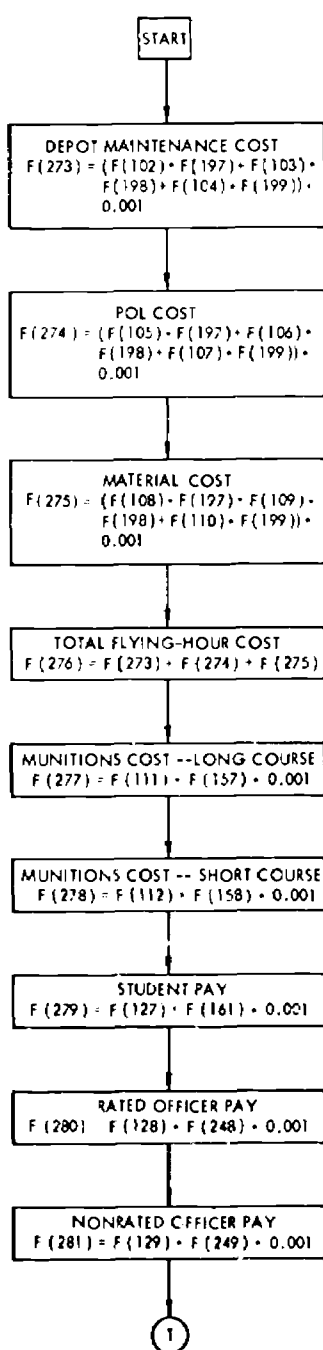 START
DEPOT MAINTENANCE COST
F(273) = (F(102) • F(197) + F(103) •
F(198) + F(104) • F(199)) •
0.001
POL COST
F(274) = (F(105) • F(197) + F(106) •
F(198) + F(107) • F(199)) •
0.001
MATERIAL COST
F(275) = (F(108) • F(197) • F(109) •
F(198) + F(110) • F(199)) •
0.001
TOTAL FLYING-HOUR COST
F(276) = F(273) + F(274) + F(275)
MUNITIONS COST --LONG COURSE
F(277) = F(111) • F(157) • 0.001
MUNITIONS COST -- SHORT COURSE
F(278) = F(112) • F(158) • 0.001
STUDENT PAY
F(279) = F(127) • F(161) • 0.001
RATED OFFICER PAY
F(280) F(128) • F(248) • 0.001
NONRATED OFFICER PAY
F(281) = F(129) • F(249) • 0.001
1